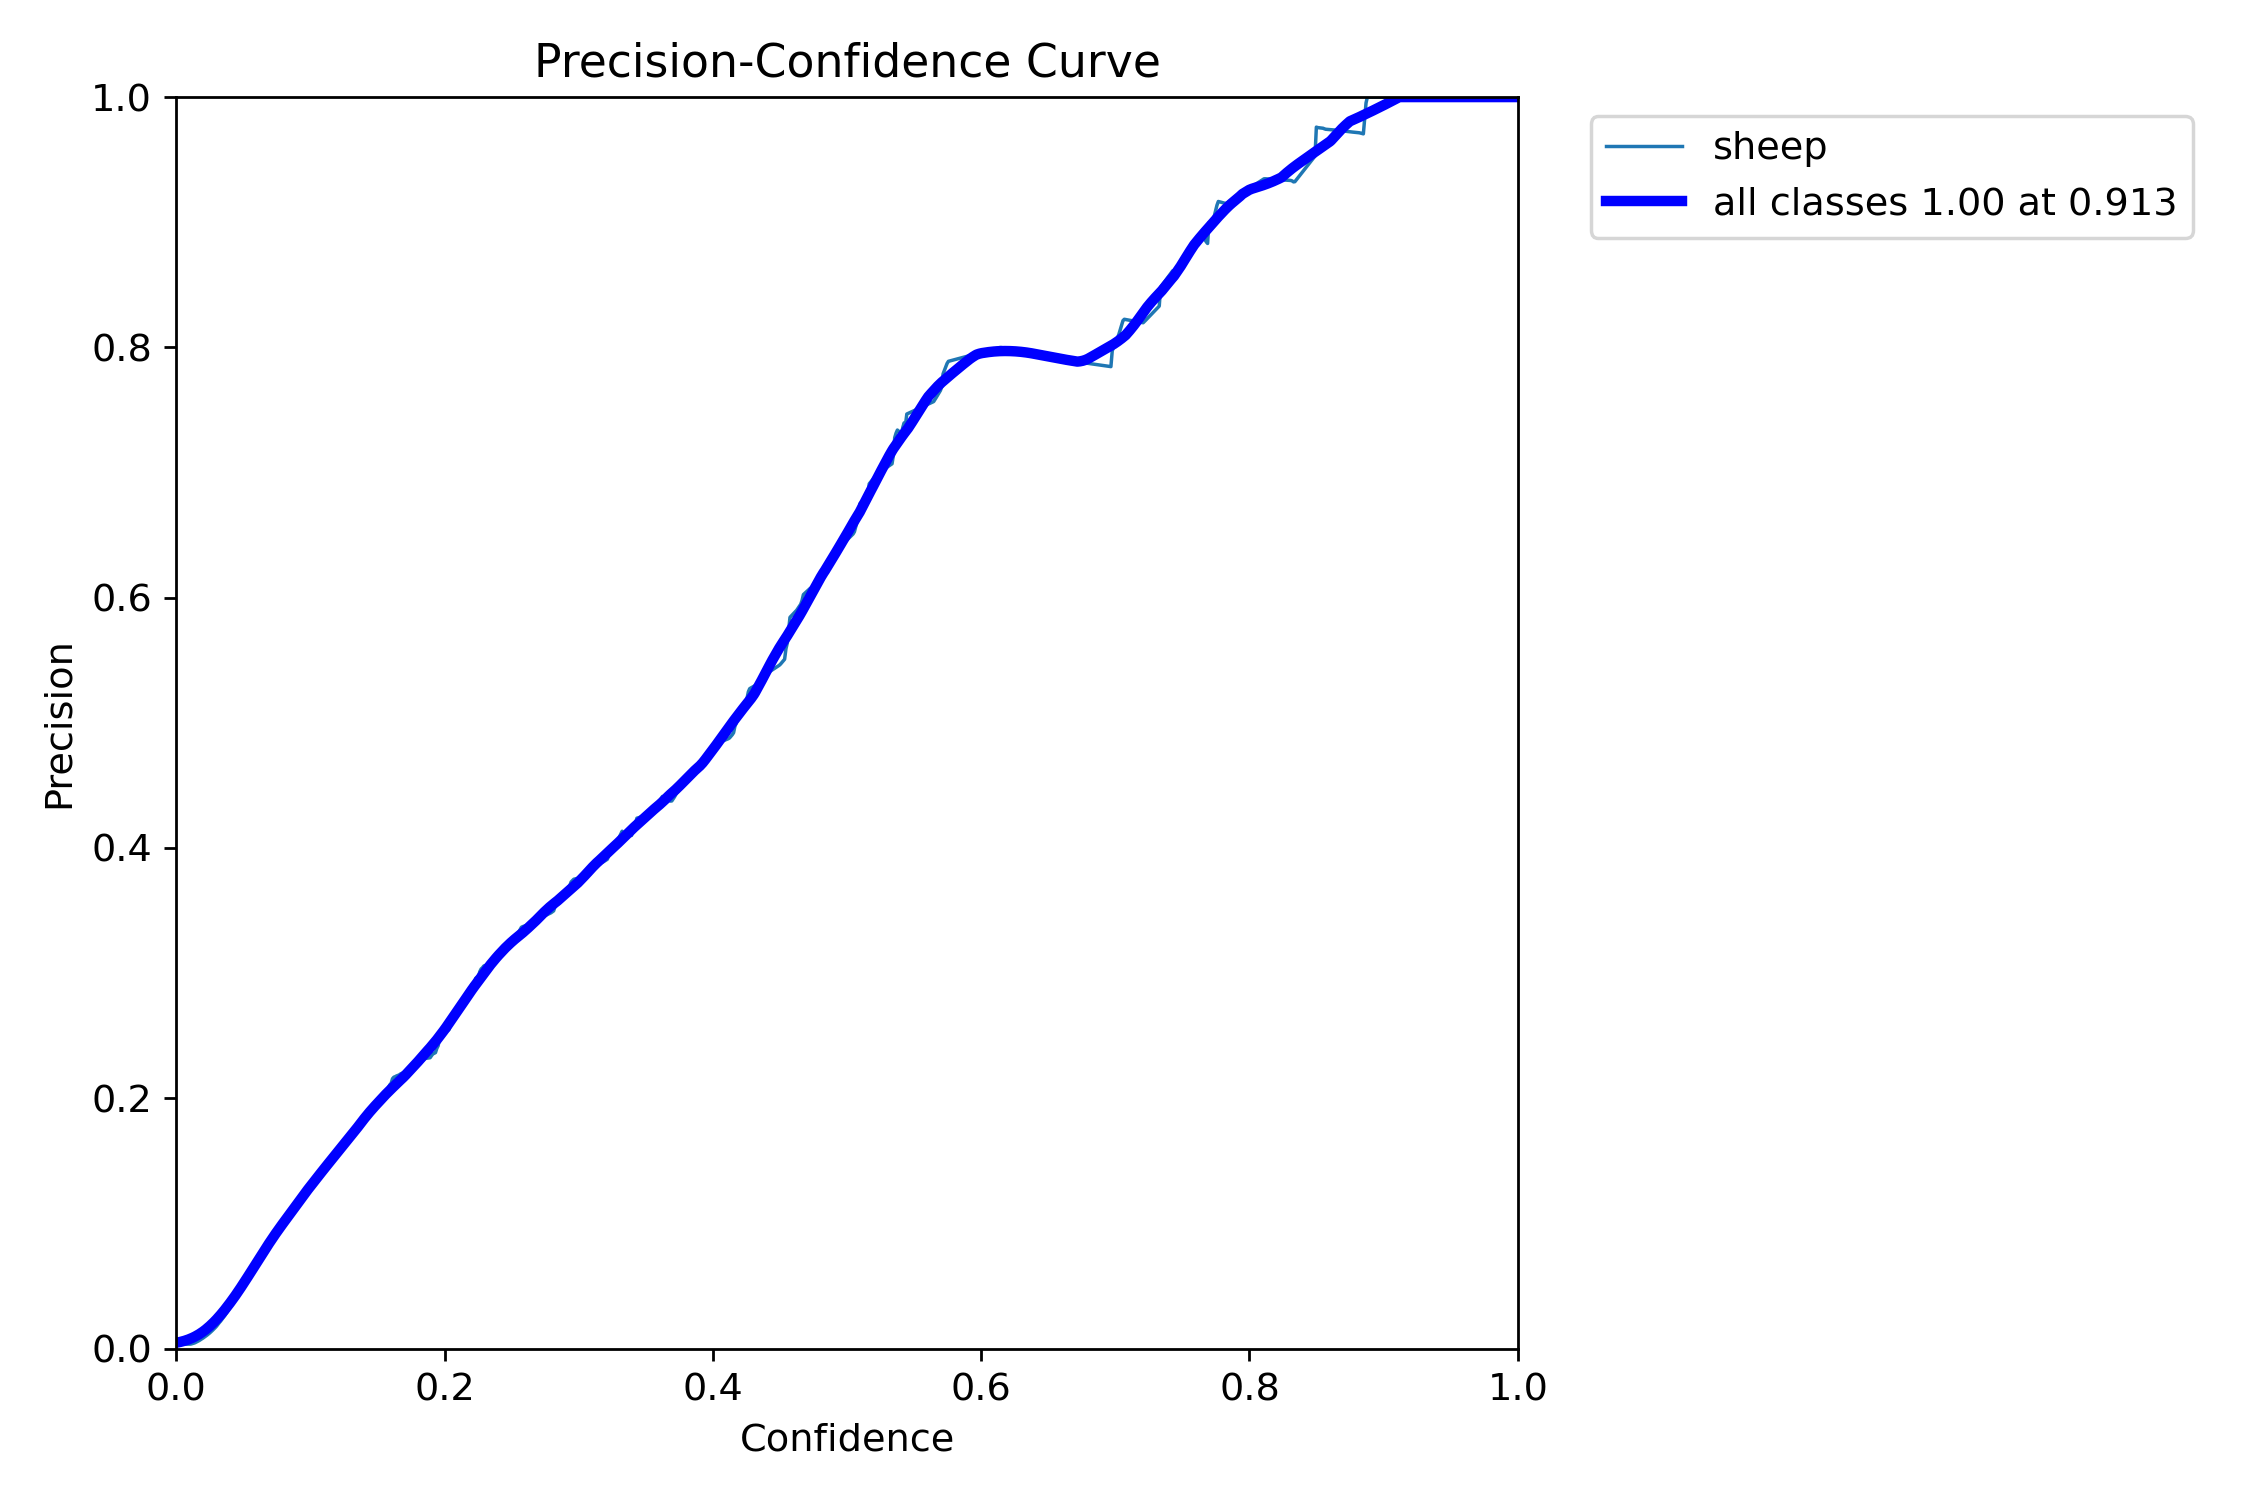 Precision-Confidence Curve
1.0
0.8
0.6
0.4
0.2
0.0
Precision
0.0 0.2 0.4 0.6 0.8 1.0
Confidence
sheep
all classes 1.00 at 0.913